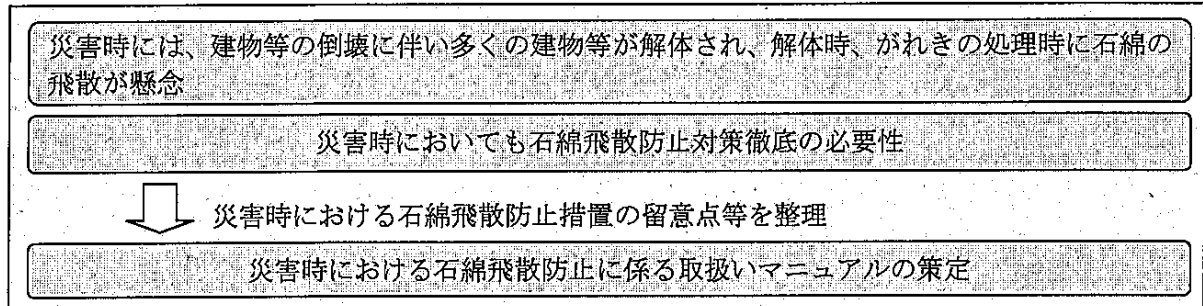 災害時には、建物等の倒壊に伴い多くの建物等が解体され、解体時、がれきの処理時に石綿の
飛散が懸念
災害時においても石綿飛散防止対策徹底の必要性
災害時における石綿飛散防止措置の留意点等を整理
災害時における石綿飛散防止に係る取扱いマニュアルの策定